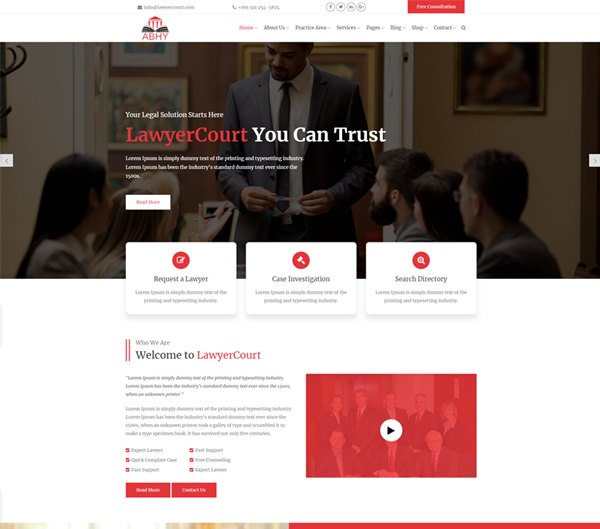 info@lawyercourt.com
+001 321 254-5874
Free Consultation
ABHY
Home About Us Practice Area Services Pages Blog Shop Contact
Your Legal Solution Starts Here
LawyerCourt You Can Trust
Lorem Ipsum is simply dummy text of the printing and typesetting industry.
Lorem Ipsum has been the industry's standard dummy text ever since the
1500s.
Read More
Request a Lawyer
Lorem Ipsum is simply dummy text of the
printing and typesetting industry.
Case Investigation
Lorem Ipsum is simply dummy text of the
printing and typesetting industry.
Search Directory
Lorem Ipsum is simply dummy text of the
printing and typesetting industry.
Who We Are
Welcome to LawyerCourt
"Lorem Ipsum is simply dummy text of the printing and typesetting industry.
Lorem Ipsum has been the industry's standard dummy text ever since the 1500s,
when an unknown printer."
Lorem Ipsum is simply dummy text of the printing and typesetting industry.
Lorem Ipsum has been the industry's standard dummy text ever since the
1500s, when an unknown printer took a galley of type and scrambled it to
make a type specimen book. It has survived not only five centuries.
Expert Lawyer Fast Support
Quick Complate Case Free Counseling
Fast Support Expert Lawyer
Read More Contact Us